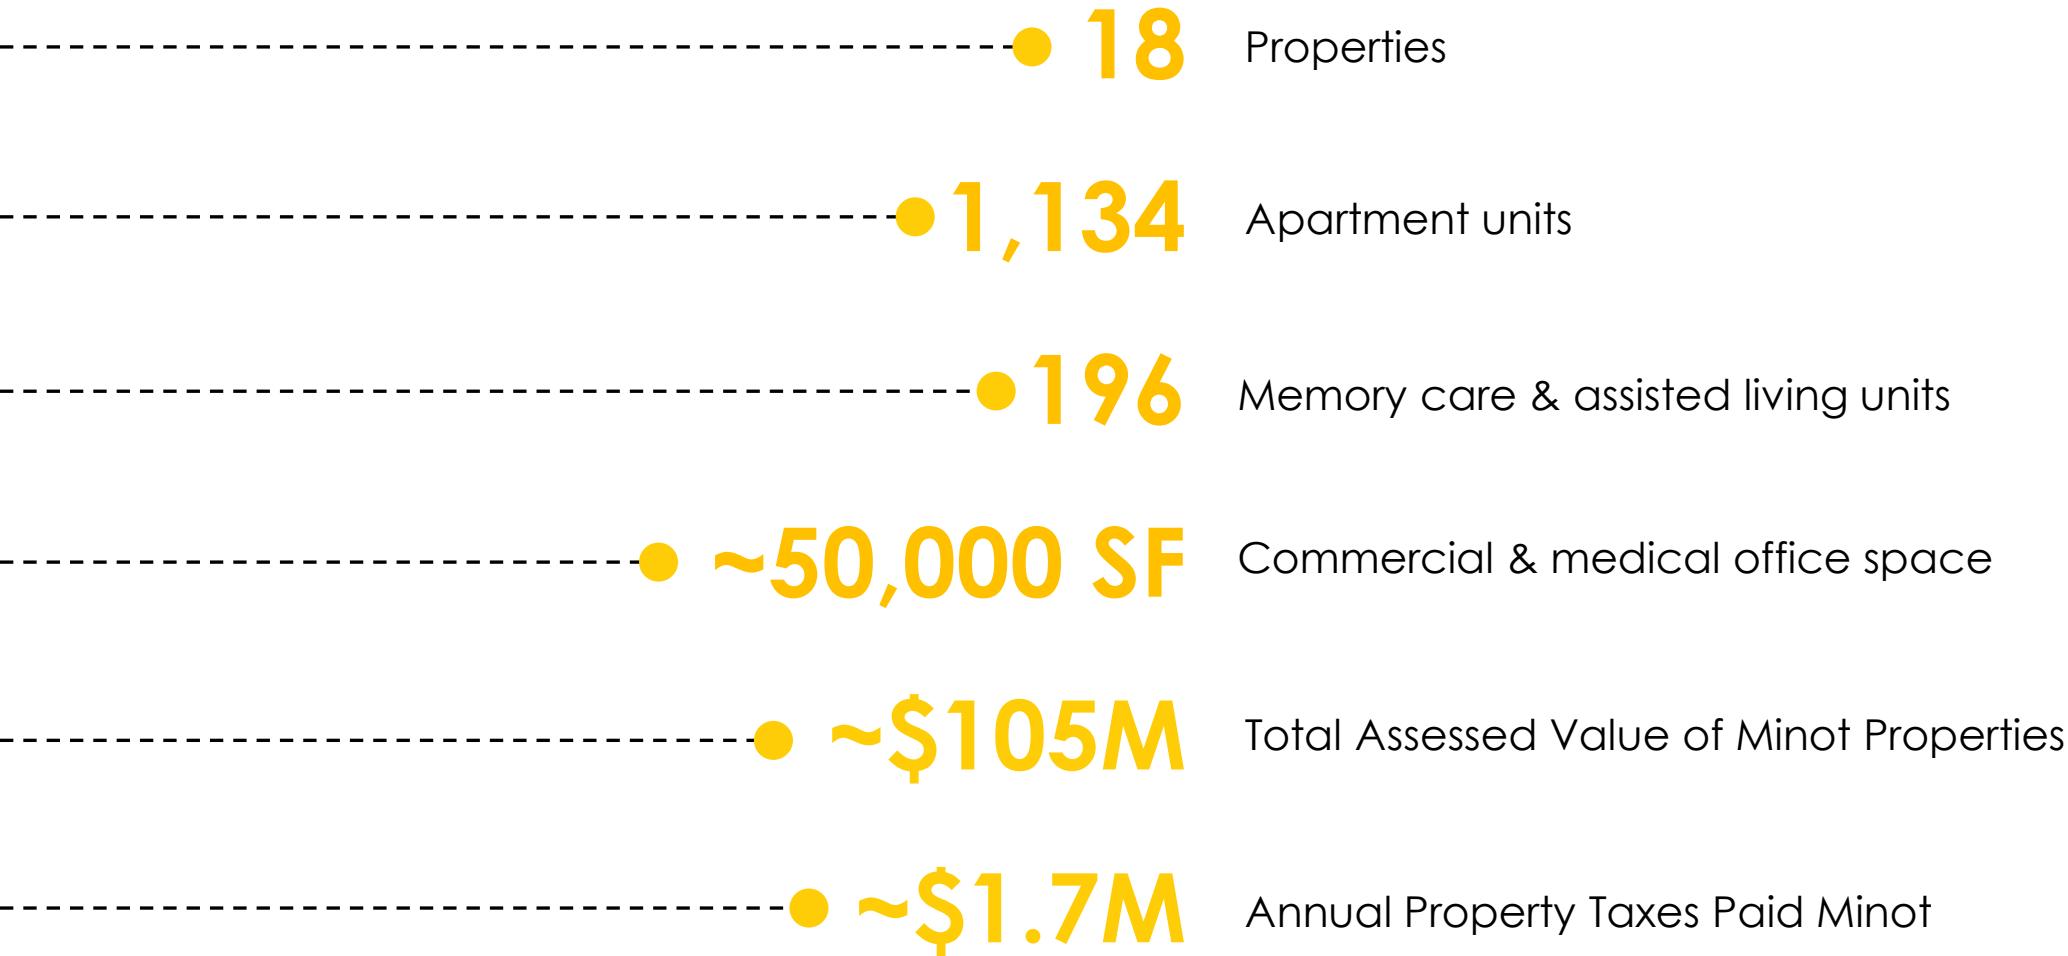 18 Properties
1,134 Apartment units
196 Memory care & assisted living units
~50,000 SF Commercial & medical office space
~$105M Total Assessed Value of Minot Properties
~$1.7M Annual Property Taxes Paid Minot